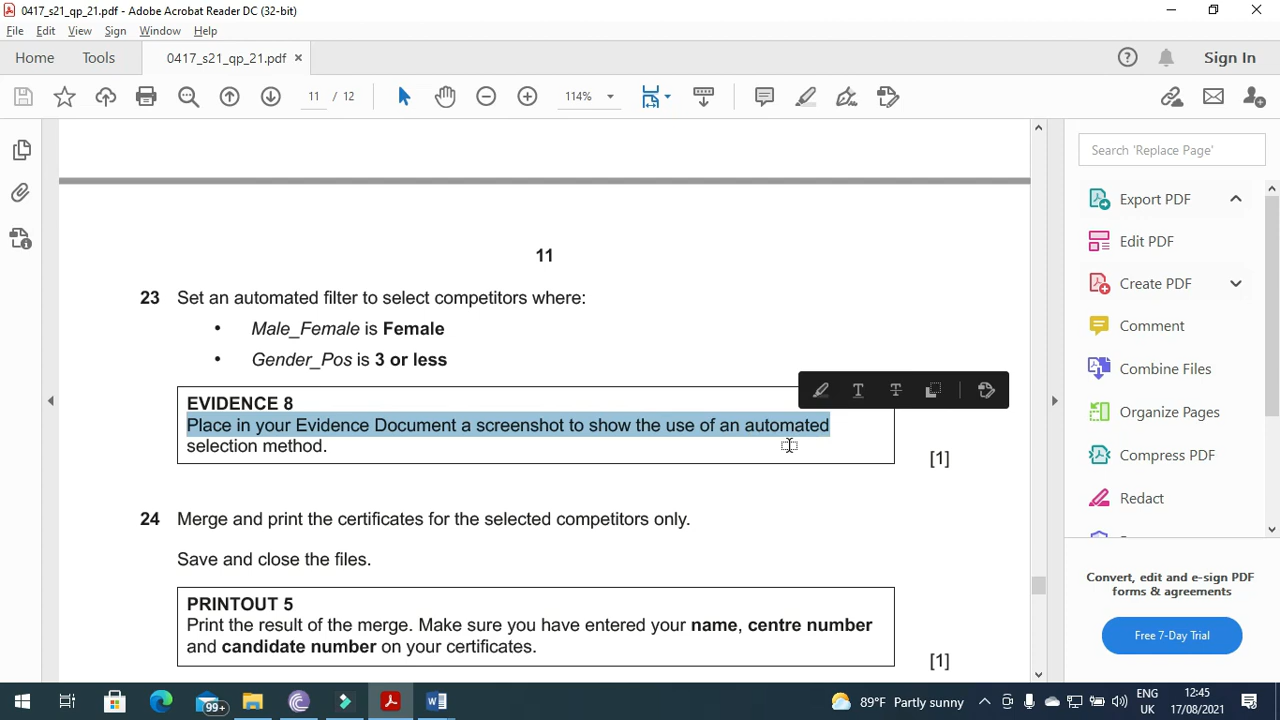 0417_s21_qp_21.pdf - Adobe Acrobat Reader DC (32-bit)
File Edit View Sign Window Help
Home Tools 0417_s21_qp_21.pdf × Sign In
11 / 12 114%
Search 'Replace Page'
Export PDF
Edit PDF
Create PDF
Comment
Combine Files
Organize Pages
Compress PDF
Redact
Convert, edit and e-sign PDF
forms & agreements
Free 7-Day Trial
11
23 Set an automated filter to select competitors where:
• Male_Female is Female
• Gender_Pos is 3 or less
EVIDENCE 8
Place in your Evidence Document a screenshot to show the use of an automated
selection method.
[1]
24 Merge and print the certificates for the selected competitors only.
Save and close the files.
PRINTOUT 5
Print the result of the merge. Make sure you have entered your name, centre number
and candidate number on your certificates.
[1]
99+ 89°F Partly sunny ENG 12:45
UK 17/08/2021